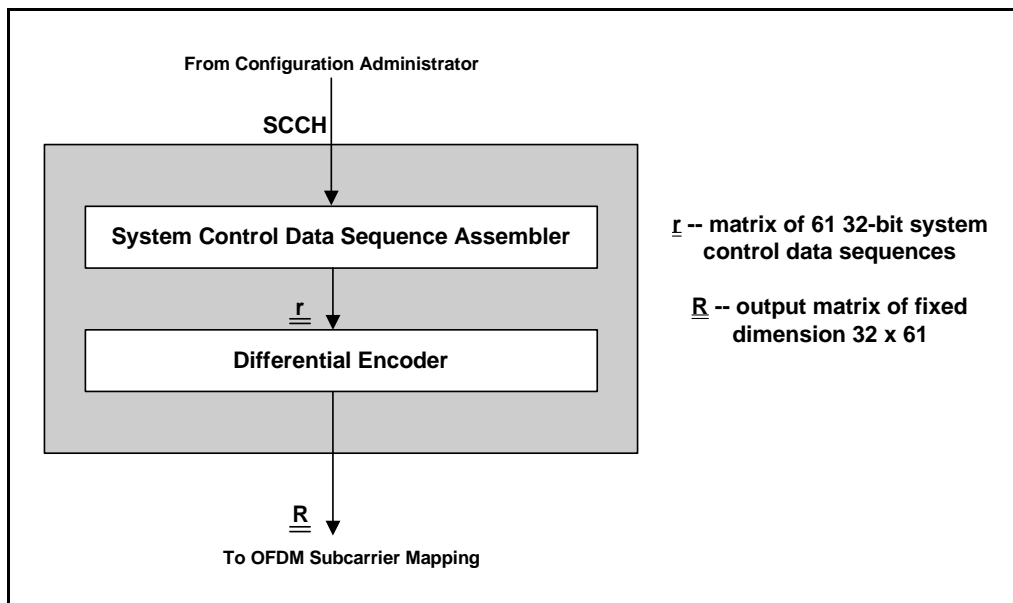 From Configuration Administrator
SCCH
System Control Data Sequence Assembler
r
Differential Encoder
R
To OFDM Subcarrier Mapping
r -- matrix of 61 32-bit system
control data sequences
R -- output matrix of fixed
dimension 32 x 61